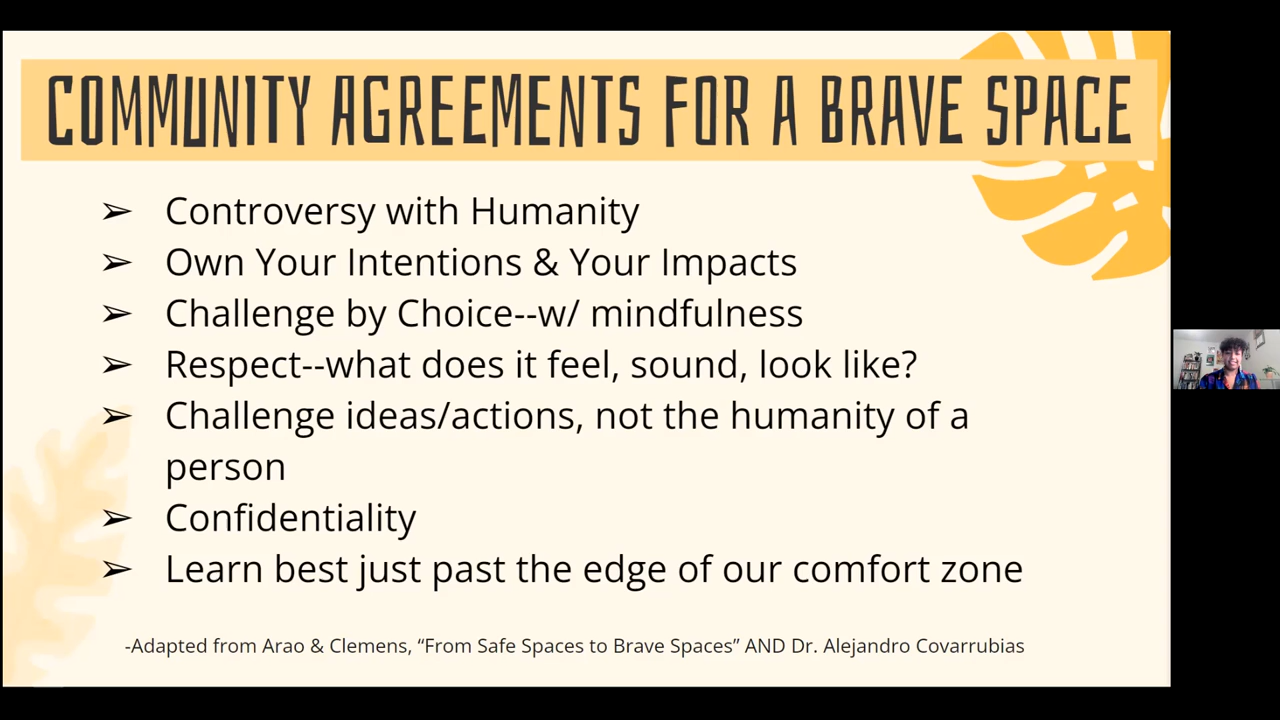 COMMUNITY AGREEMENTS FOR A BRAVE SPACE
➢ Controversy with Humanity
➢ Own Your Intentions & Your Impacts
➢ Challenge by Choice--w/ mindfulness
➢ Respect--what does it feel, sound, look like?
➢ Challenge ideas/actions, not the humanity of a
person
➢ Confidentiality
➢ Learn best just past the edge of our comfort zone
-Adapted from Arao & Clemens, “From Safe Spaces to Brave Spaces” AND Dr. Alejandro Covarrubias